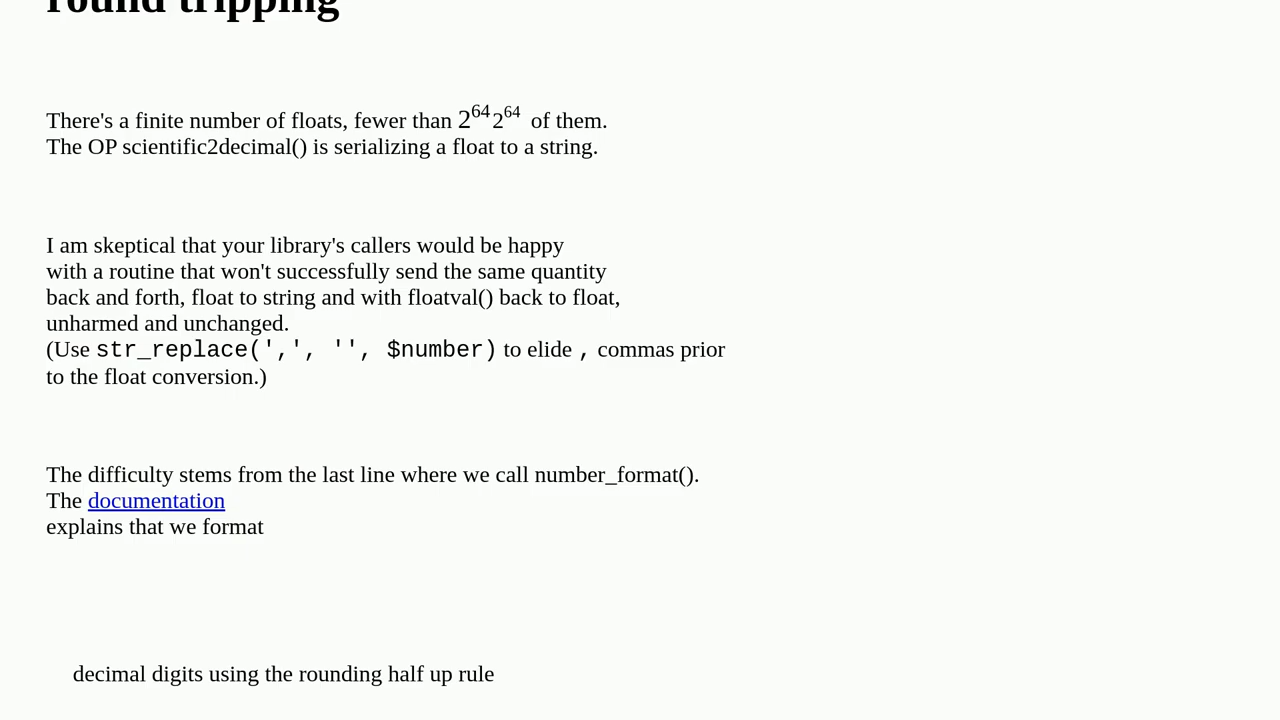 round tripping
There's a finite number of floats, fewer than 2^64 2^64 of them.
The OP scientific2decimal() is serializing a float to a string.
I am skeptical that your library's callers would be happy
with a routine that won't successfully send the same quantity
back and forth, float to string and with floatval() back to float,
unharmed and unchanged.
(Use str_replace(',', '', $number) to elide , commas prior
to the float conversion.)
The difficulty stems from the last line where we call number_format().
The documentation
explains that we format
decimal digits using the rounding half up rule